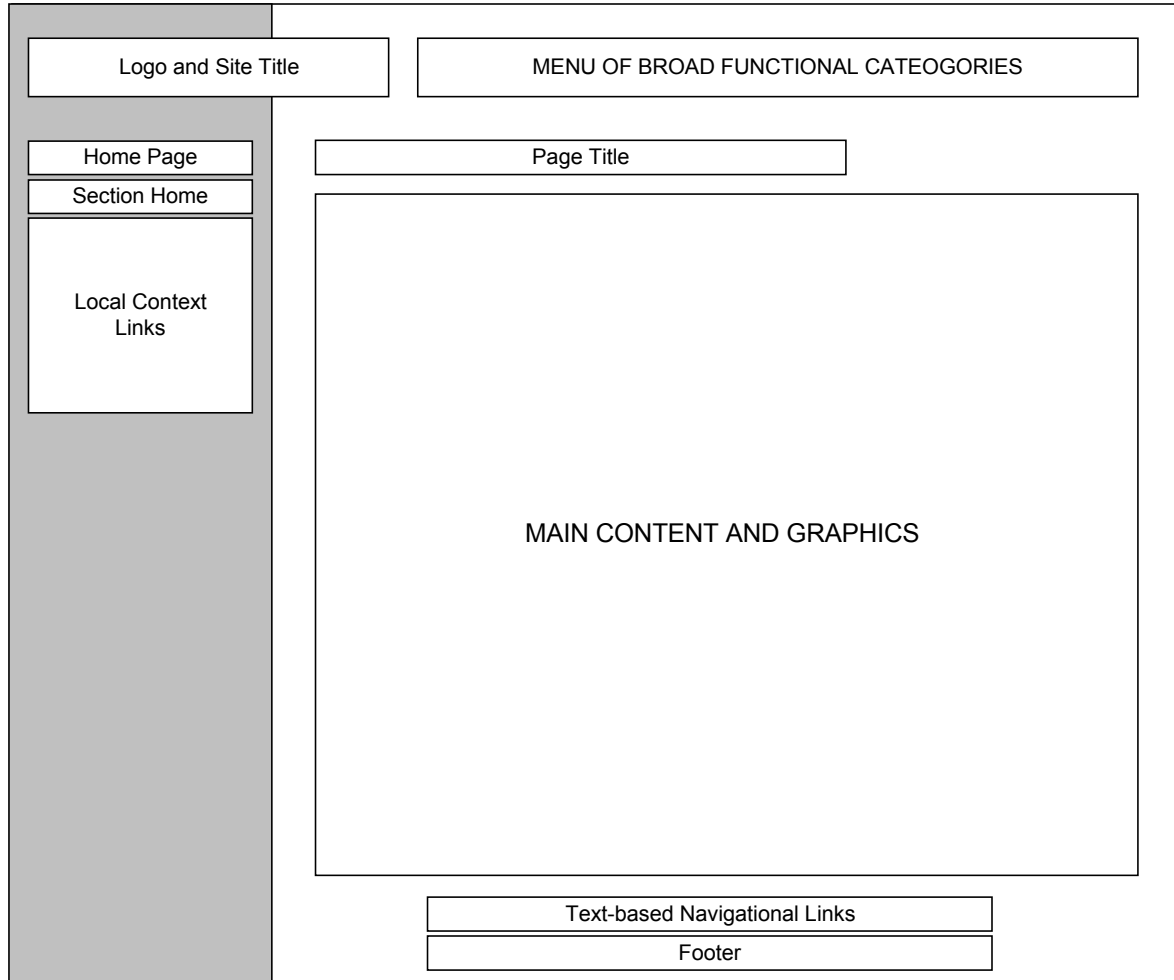 Logo and Site Title
MENU OF BROAD FUNCTIONAL CATEOGORIES
Home Page
Page Title
Section Home
Local Context
Links
MAIN CONTENT AND GRAPHICS
Text-based Navigational Links
Footer